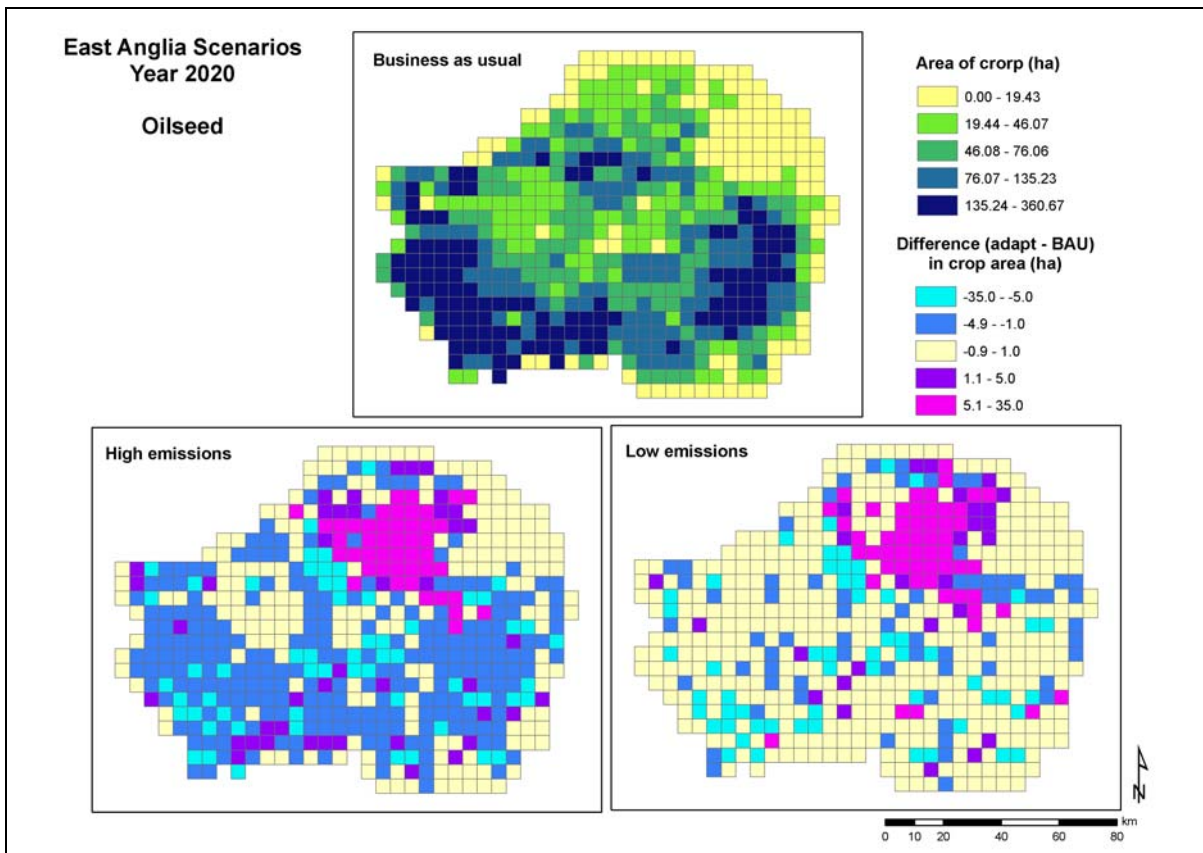 East Anglia Scenarios
Year 2020
Oilseed
Business as usual
Area of crorp (ha)
0.00 - 19.43
19.44 - 46.07
46.08 - 76.06
76.07 - 135.23
135.24 - 360.67
Difference (adapt - BAU)
in crop area (ha)
-35.0 - -5.0
-4.9 - -1.0
-0.9 - 1.0
1.1 - 5.0
5.1 - 35.0
High emissions
Low emissions
N
km
0 10 20 40 60 80